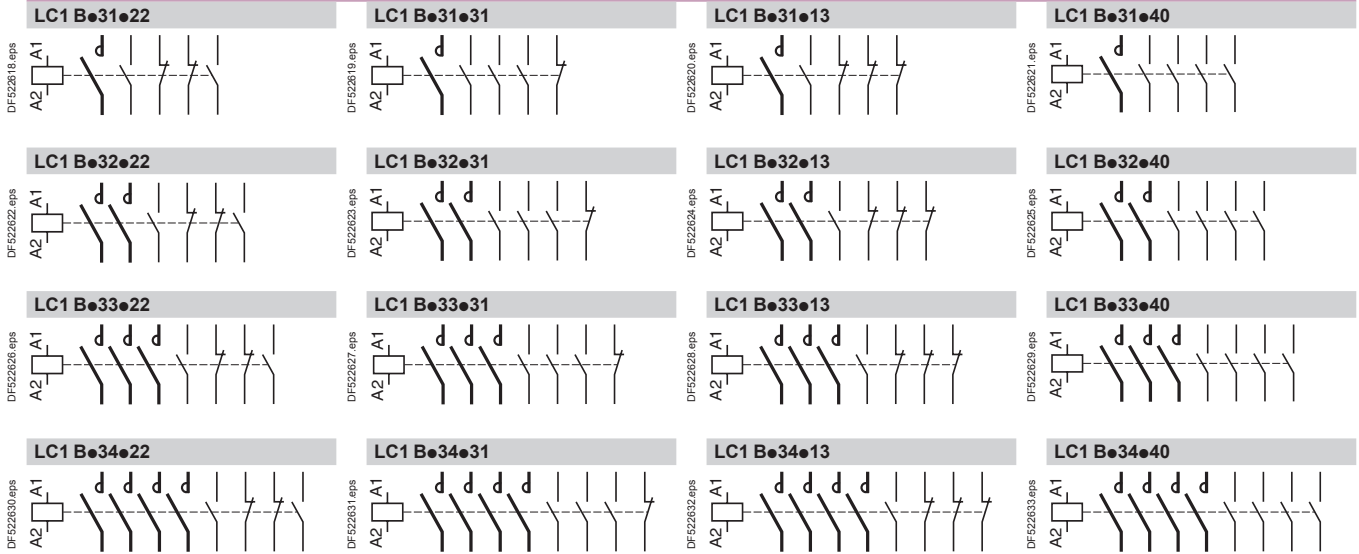 LC1 B●31●22
LC1 B●31●31
LC1 B●31●13
LC1 B●31●40
DF522618.eps
A1
A2
DF522619.eps
A1
A2
DF522620.eps
A1
A2
DF522621.eps
A1
A2
LC1 B●32●22
LC1 B●32●31
LC1 B●32●13
LC1 B●32●40
DF522622.eps
A1
A2
DF522623.eps
A1
A2
DF522624.eps
A1
A2
DF522625.eps
A1
A2
LC1 B●33●22
LC1 B●33●31
LC1 B●33●13
LC1 B●33●40
DF522626.eps
A1
A2
DF522627.eps
A1
A2
DF522628.eps
A1
A2
DF522629.eps
A1
A2
LC1 B●34●22
LC1 B●34●31
LC1 B●34●13
LC1 B●34●40
DF522630.eps
A1
A2
DF522631.eps
A1
A2
DF522632.eps
A1
A2
DF522633.eps
A1
A2